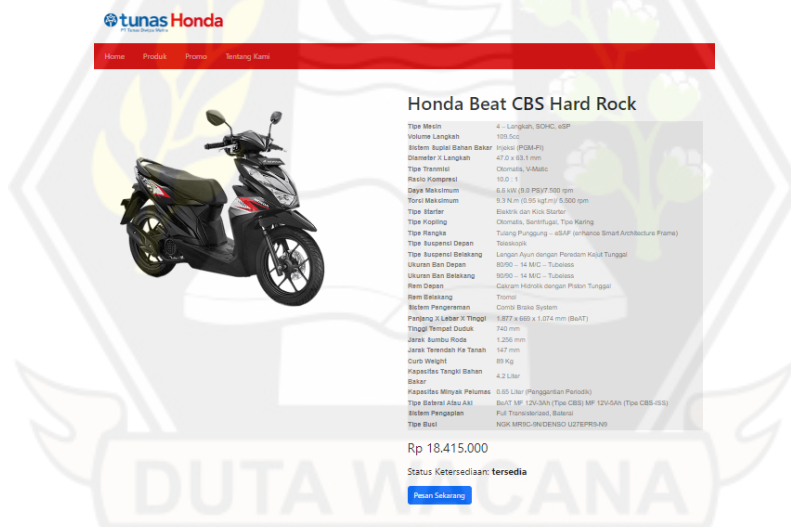 tunas Honda
PT Tunas Dwipa Matra
Home Produk Promo Tentang Kami
Honda Beat CBS Hard Rock
Tipe Mesin 4 – Langkah, SOHC, eSP
Volume Langkah 109.5cc
Sistem Suplai Bahan Bakar Injeksi (PGM-FI)
Diameter X Langkah 47.0 x 63.1 mm
Tipe Tranmisi Otomatis, V-Matic
Rasio Kompresi 10.0 : 1
Daya Maksimum 6.6 kW (9.0 PS)/7.500 rpm
Torsi Maksimum 9.3 N.m (0.95 kgf.m)/ 5.500 rpm
Tipe Starter Elektrik dan Kick Starter
Tipe Kopling Otomatis, Sentrifugal, Tipe Kering
Tipe Rangka Tulang Punggung – eSAF (enhance Smart Architecture Frame)
Tipe Suspensi Depan Teleskopik
Tipe Suspensi Belakang Lengan Ayun dengan Peredam Kejut Tunggal
Ukuran Ban Depan 80/90 – 14 M/C – Tubeless
Ukuran Ban Belakang 90/90 – 14 M/C – Tubeless
Rem Depan Cakram Hidrolik dengan Piston Tunggal
Rem Belakang Tromol
Sistem Pengereman Combi Brake System
Panjang X Lebar X Tinggi 1.877 x 669 x 1.074 mm (BeAT)
Tinggi Tempat Duduk 740 mm
Jarak Sumbu Roda 1.256 mm
Jarak Terendah Ke Tanah 147 mm
Curb Weight 89 Kg
Kapasitas Tangki Bahan
Bakar 4.2 Liter
Kapasitas Minyak Pelumas 0.65 Liter (Penggantian Periodik)
Tipe Baterai Atau Aki BeAT MF 12V-3Ah (Tipe CBS) MF 12V-5Ah (Tipe CBS-ISS)
Sistem Pengapian Full Transisterized, Baterai
Tipe Busi NGK MR9C-9N/DENSO U27EPR9-N9
Rp 18.415.000
Status Ketersediaan: tersedia
Pesan Sekarang
DUTA WACANA